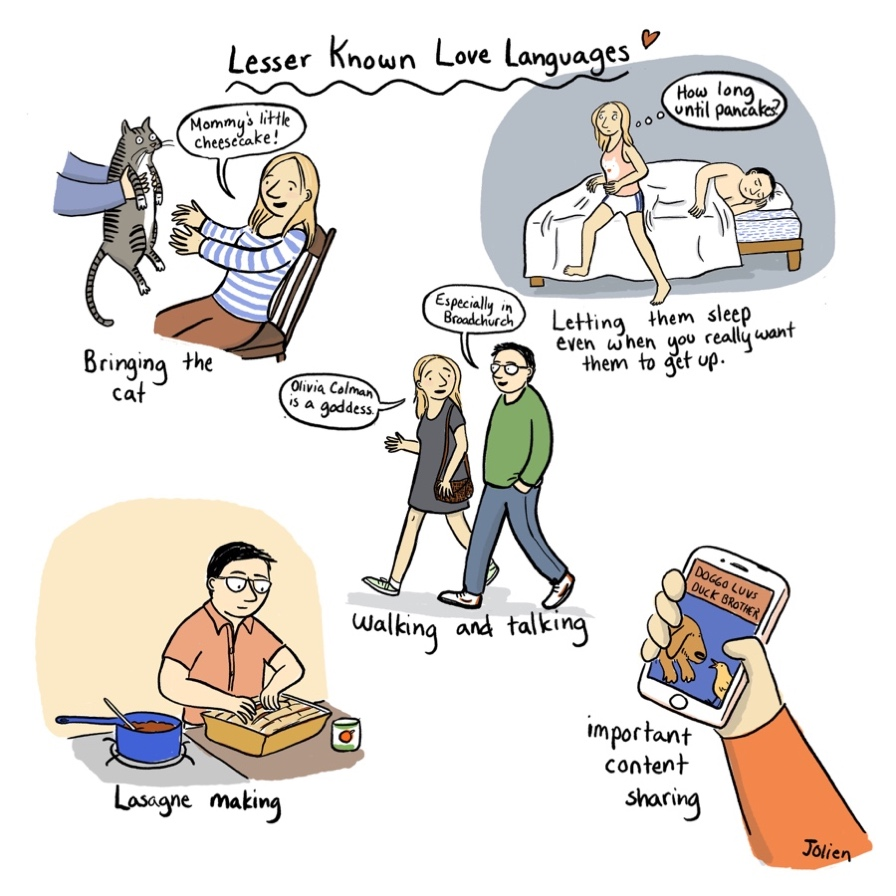 Lesser Known Love Languages
Mommy's little
cheesecake!
Bringing the
cat
How long
until pancakes?
Letting them sleep
even when you really want
them to get up.
Olivia Colman
is a goddess.
Especially in
Broadchurch
Walking and talking
Lasagne making
DOGGO LUVS
DUCK BROTHER
important
content
sharing
Jolien